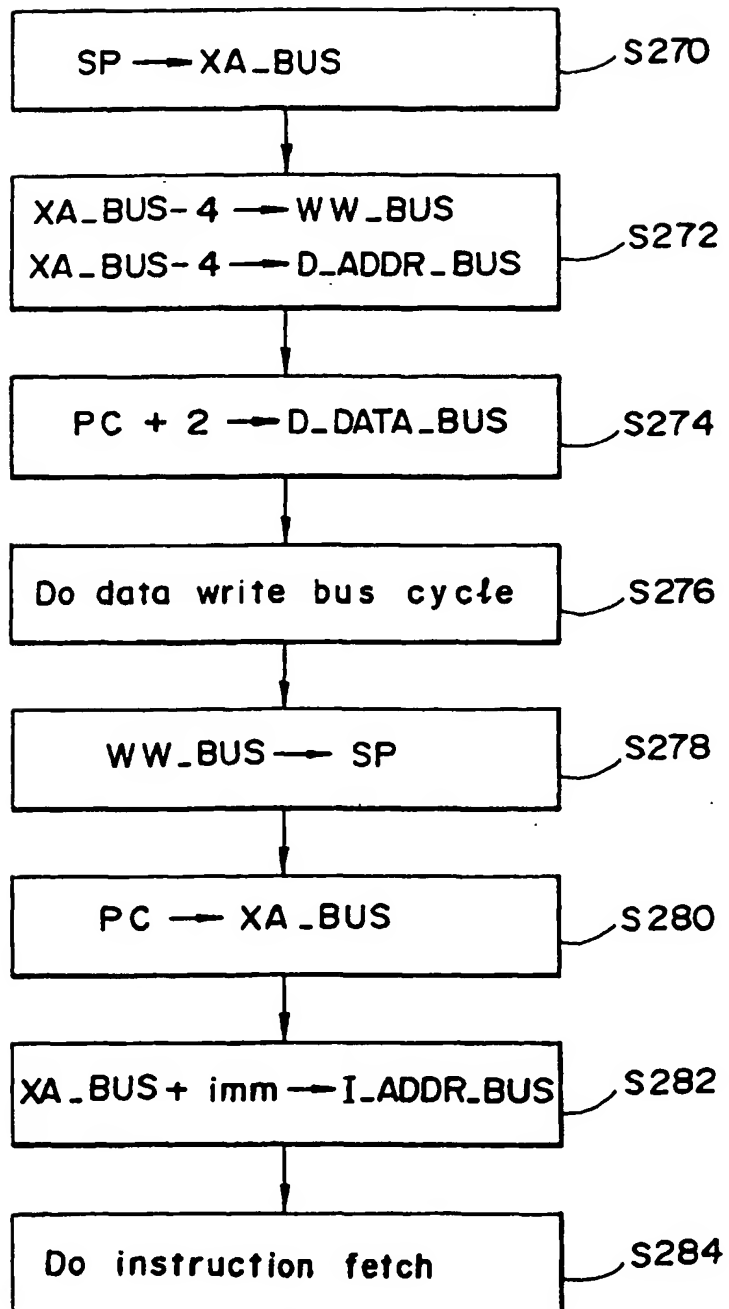 SP → XA_BUS
S270
XA_BUS-4 → WW_BUS
XA_BUS-4 → D_ADDR_BUS
S272
PC + 2 → D_DATA_BUS
S274
Do data write bus cycle
S276
WW_BUS → SP
S278
PC → XA_BUS
S280
XA_BUS + imm → I_ADDR_BUS
S282
Do instruction fetch
S284